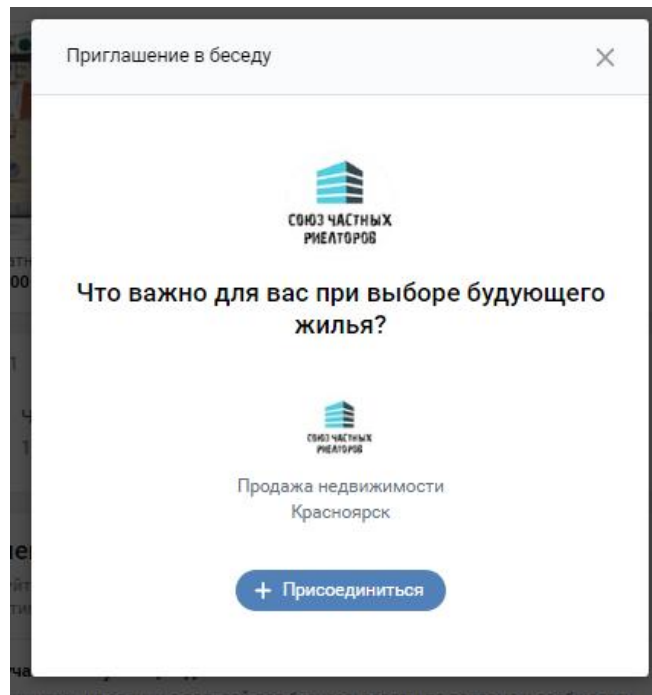 Приглашение в беседу
СОЮЗ ЧАСТНЫХ
РИЕЛТОРОВ
Что важно для вас при выборе будующего
жилья?
СОЮЗ ЧАСТНЫХ
РИЕЛТОРОВ
Продажа недвижимости
Красноярск
+ Присоединиться